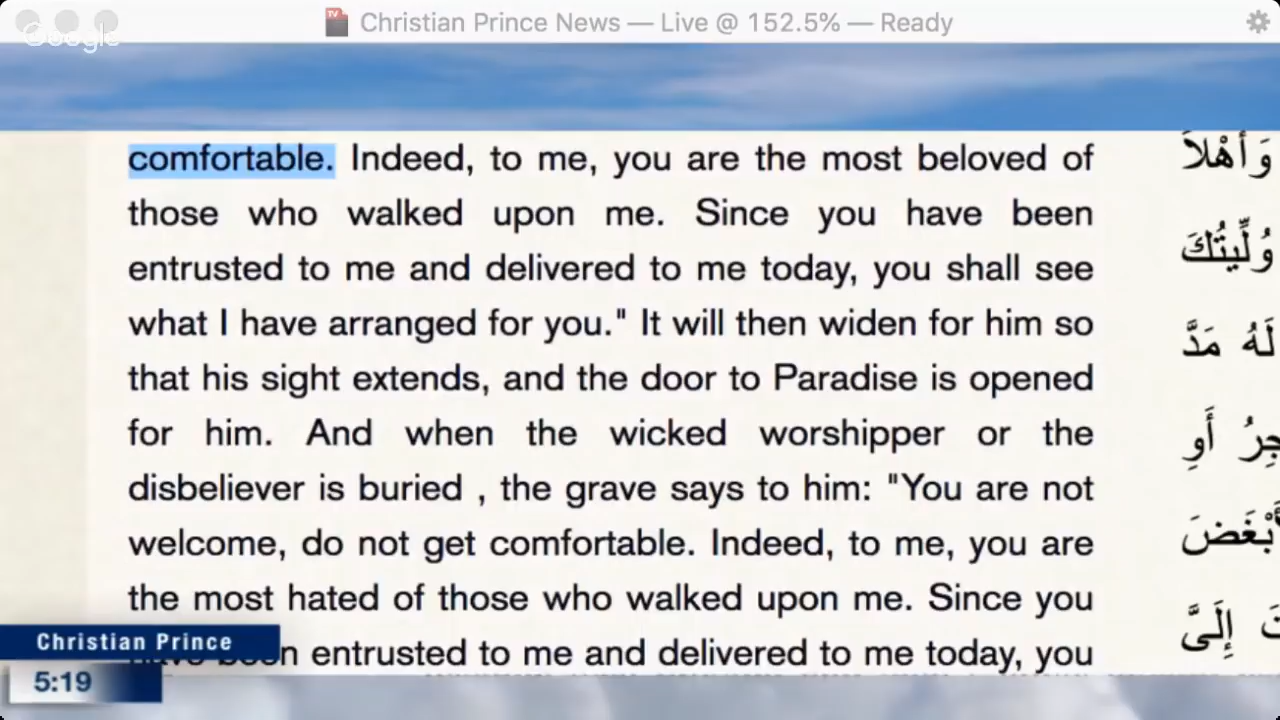 Christian Prince News — Live @ 152.5% — Ready
Google
comfortable. Indeed, to me, you are the most beloved of
وَأَهْلاً
those who walked upon me. Since you have been
وُلِّيتُكَ
entrusted to me and delivered to me today, you shall see
what I have arranged for you." It will then widen for him so
لَهُ مَدَّ
that his sight extends, and the door to Paradise is opened
for him. And when the wicked worshipper or the
أَوِ
disbeliever is buried , the grave says to him: "You are not
welcome, do not get comfortable. Indeed, to me, you are
the most hated of those who walked upon me. Since you
إِلَىَّ
have been entrusted to me and delivered to me today, you
Christian Prince
5:19